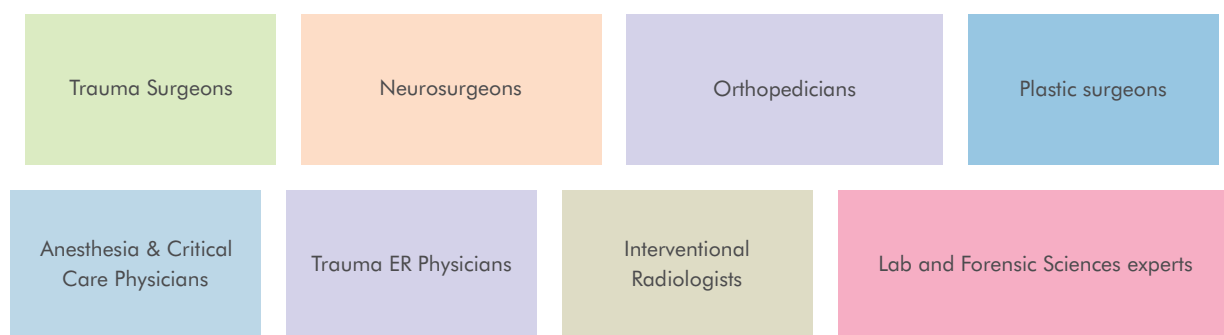 Trauma Surgeons
Neurosurgeons
Orthopedicians
Plastic surgeons
Anesthesia & Critical
Care Physicians
Trauma ER Physicians
Interventional
Radiologists
Lab and Forensic Sciences experts